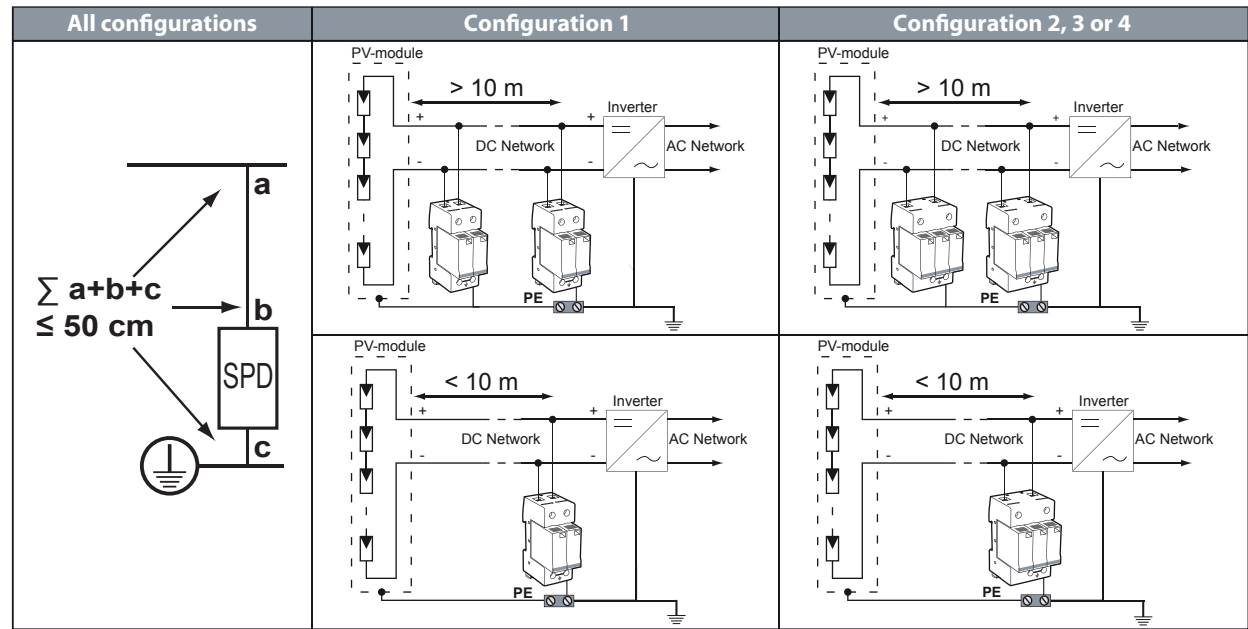 All configurations
Configuration 1
Configuration 2, 3 or 4
a
∑ a+b+c
≤ 50 cm
b
SPD
c
PV-module
> 10 m
+
+
Inverter
DC Network
AC Network
-
-
PE
PV-module
> 10 m
+
+
Inverter
DC Network
AC Network
-
-
PE
PV-module
< 10 m
+
+
Inverter
DC Network
AC Network
-
-
PE
PV-module
< 10 m
+
+
Inverter
DC Network
AC Network
-
-
PE